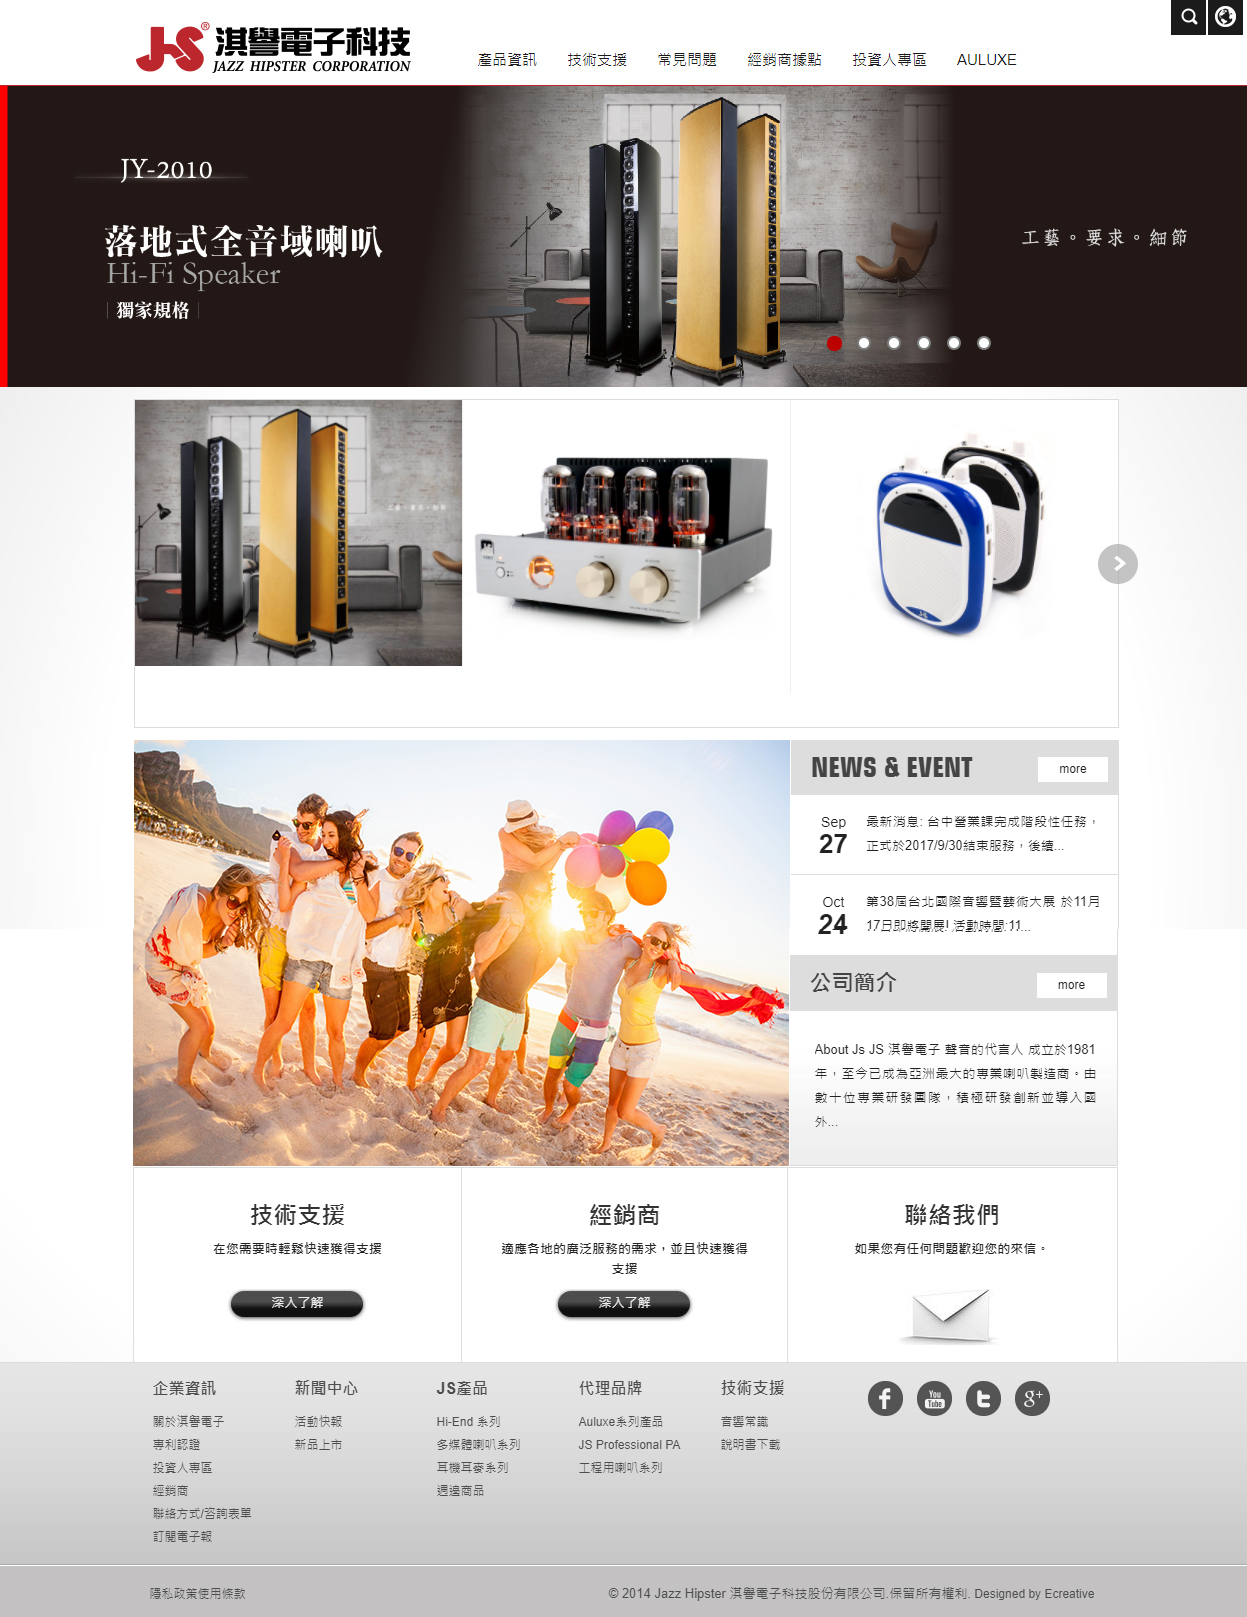 JS® 淇譽電子科技
JAZZ HIPSTER CORPORATION
產品資訊 技術支援 常見問題 經銷商據點 投資人專區 AULUXE
JY-2010
落地式全音域喇叭
Hi-Fi Speaker
獨家規格
工藝。要求。細節
NEWS & EVENT
more
Sep 27
最新消息: 台中營業課完成階段性任務，
正式於2017/9/30結束服務，後續...
Oct 24
第38屆台北國際音響暨藝術大展 於11月
17日即將開展! 活動時間:11...
公司簡介
more
About Js JS 淇譽電子 聲音的代言人 成立於1981
年，至今已成為亞洲最大的專業喇叭製造商。由
數十位專業研發團隊，積極研發創新並導入國
外...
技術支援
在您需要時輕鬆快速獲得支援
深入了解
經銷商
適應各地的廣泛服務的需求，並且快速獲得
支援
深入了解
聯絡我們
如果您有任何問題歡迎您的來信。
企業資訊
關於淇譽電子
專利認證
投資人專區
經銷商
聯絡方式/咨詢表單
訂閱電子報
新聞中心
活動快報
新品上市
JS產品
Hi-End 系列
多媒體喇叭系列
耳機耳麥系列
週邊商品
代理品牌
Auluxe系列產品
JS Professional PA
工程用喇叭系列
技術支援
音響常識
說明書下載
f You Tube t g+
隱私政策使用條款
© 2014 Jazz Hipster 淇譽電子科技股份有限公司.保留所有權利. Designed by Ecreative